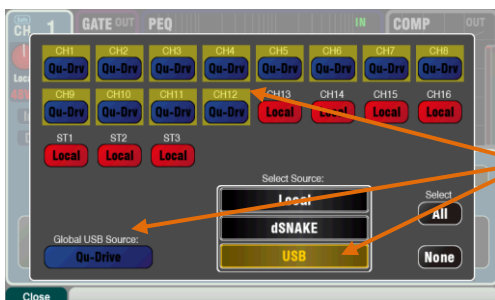 CH 1 GATE OUT PEQ IN COMP OUT
CH1 CH2 CH3 CH4 CH5 CH6 CH7 CH8
Qu-Drv Qu-Drv Qu-Drv Qu-Drv Qu-Drv Qu-Drv Qu-Drv Qu-Drv
CH9 CH10 CH11 CH12 CH13 CH14 CH15 CH16
Qu-Drv Qu-Drv Qu-Drv Qu-Drv Local Local Local Local
ST1 ST2 ST3
Local Local Local
Select Source:
Local
Select
All
dSNAKE
Global USB Source:
Qu-Drive
USB
None
Close